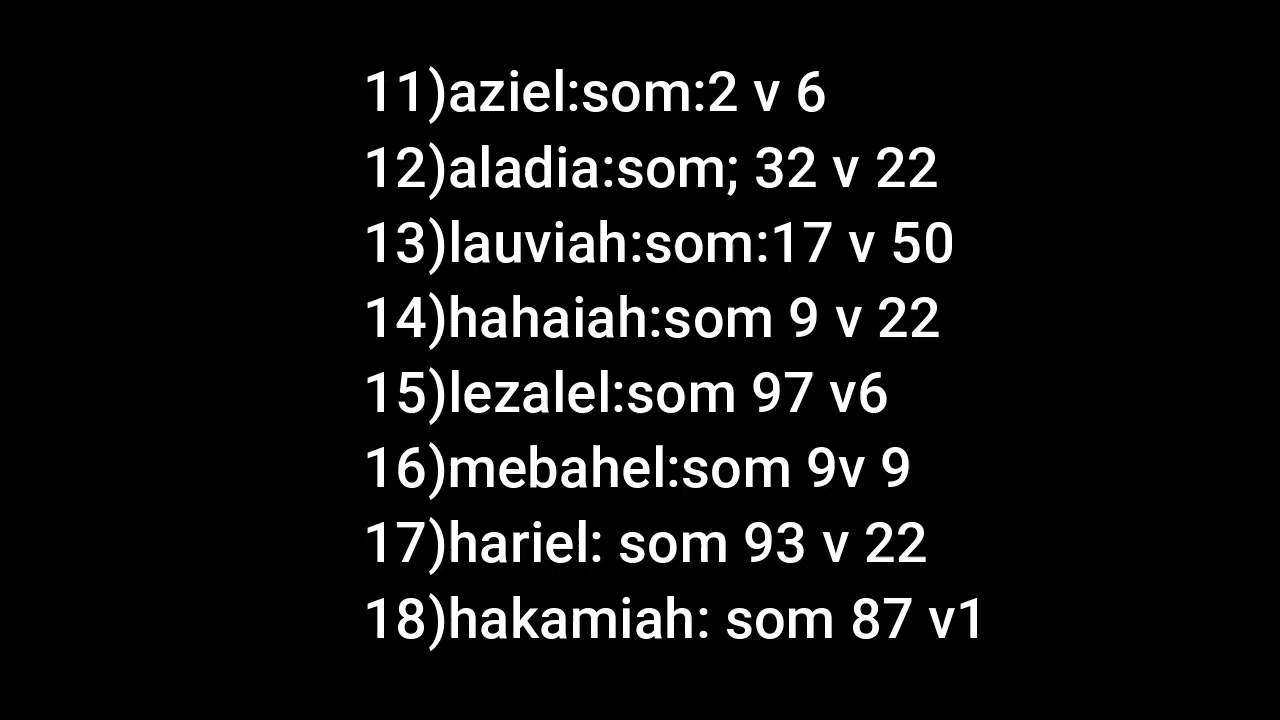 11)aziel:som:2 v 6
12)aladia:som; 32 v 22
13)lauviah:som:17 v 50
14)hahaiah:som 9 v 22
15)lezalel:som 97 v6
16)mebahel:som 9v 9
17)hariel: som 93 v 22
18)hakamiah: som 87 v1